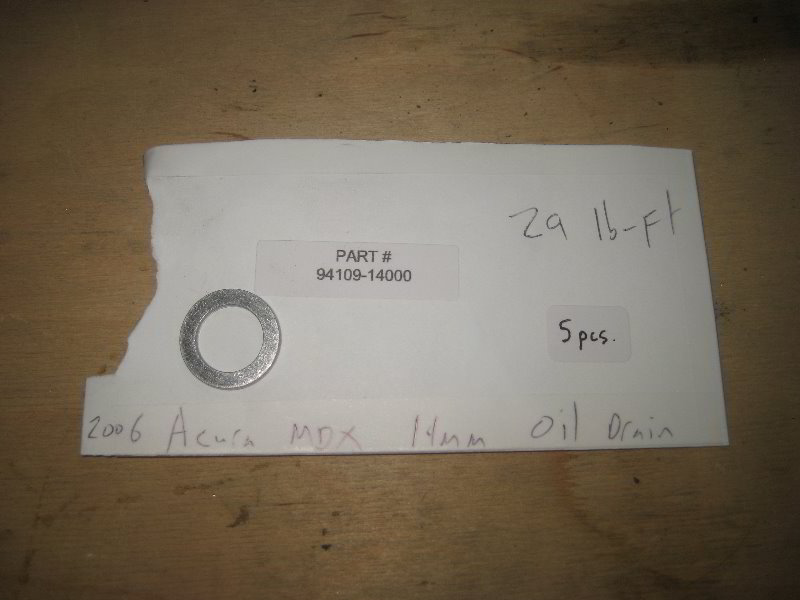 29 lb-ft
PART #
94109-14000
5 pcs.
2006 Acura MDX 14mm Oil Drain